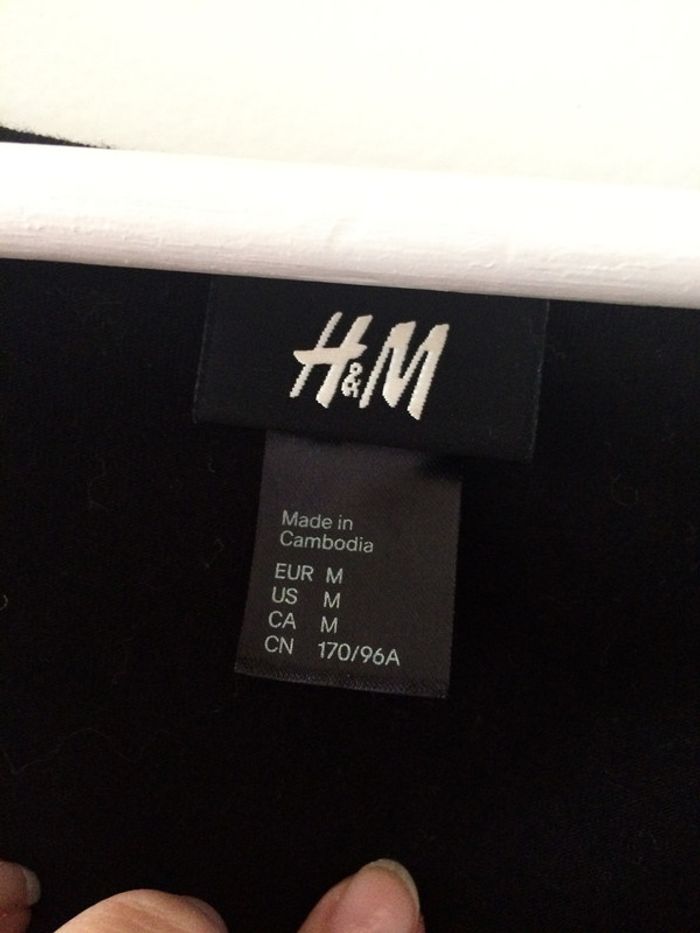 H&M
Made in
Cambodia
EUR M
US M
CA M
CN 170/96A